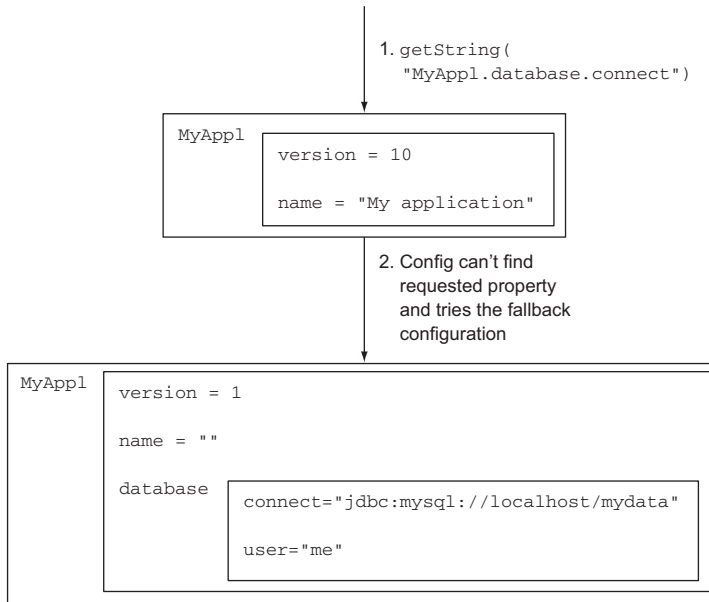 1. getString(
"MyAppl.database.connect")
MyAppl
version = 10
name = "My application"
2. Config can’t find
requested property
and tries the fallback
configuration
MyAppl
version = 1
name = ""
database
connect="jdbc:mysql://localhost/mydata"
user="me"